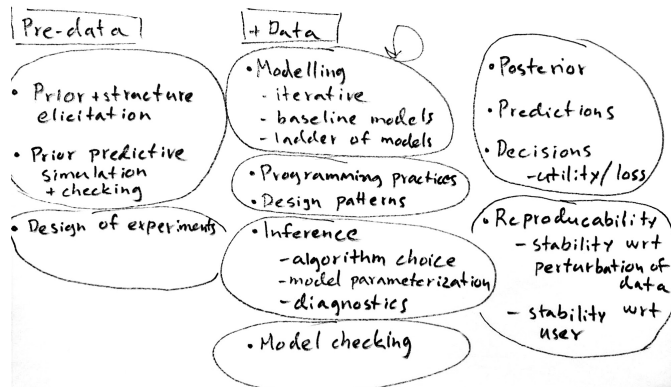 Pre-data
• Prior + structure
elicitation
• Prior predictive
simulation
+ checking
• Design of experiments
+ Data
• Modelling
- iterative
- baseline models
- ladder of models
• Programming practices
• Design patterns
• Inference
- algorithm choice
- model parameterization
- diagnostics
• Model checking
• Posterior
• Predictions
• Decisions
- utility/loss
• Reproducability
- stability wrt
perturbation of
data
- stability wrt
user